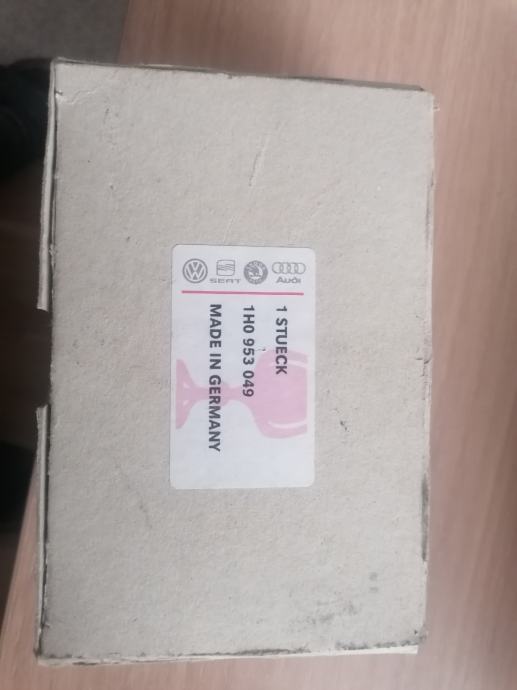 SEAT
Audi
1 STUECK
1H0 953 049
MADE IN GERMANY